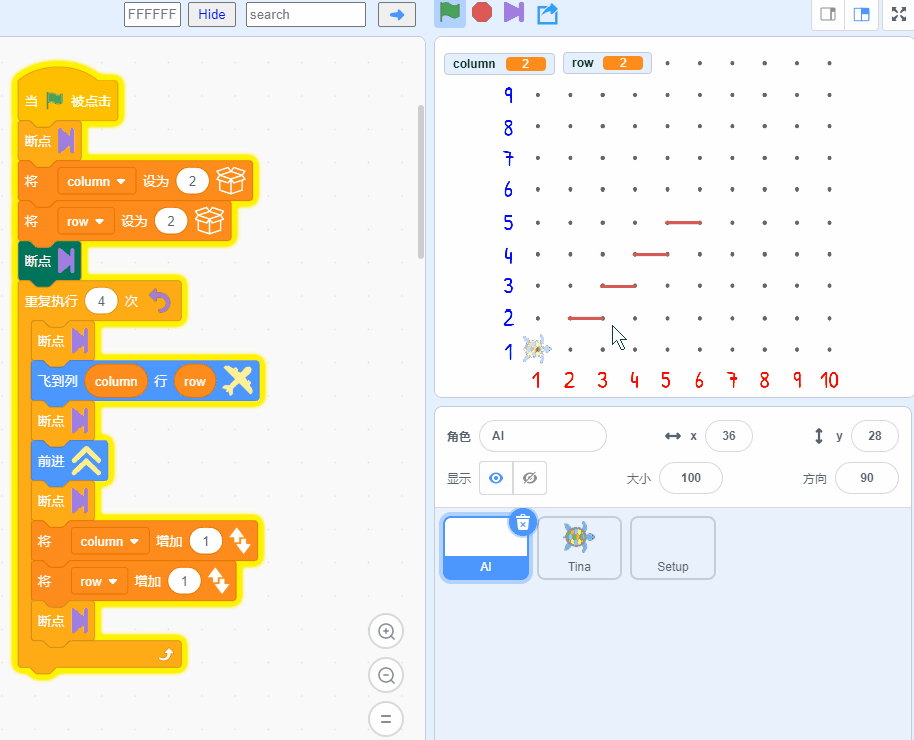 FFFFFF Hide search
column 2 row 2
当 被点击
断点
将 column 设为 2
将 row 设为 2
断点
重复执行 4 次
断点
飞到列 column 行 row
断点
前进
断点
将 column 增加 1
将 row 增加 1
断点
9
8
7
6
5
4
3
2
1
1 2 3 4 5 6 7 8 9 10
角色 AI x 36 y 28
显示 大小 100 方向 90
AI Tina Setup